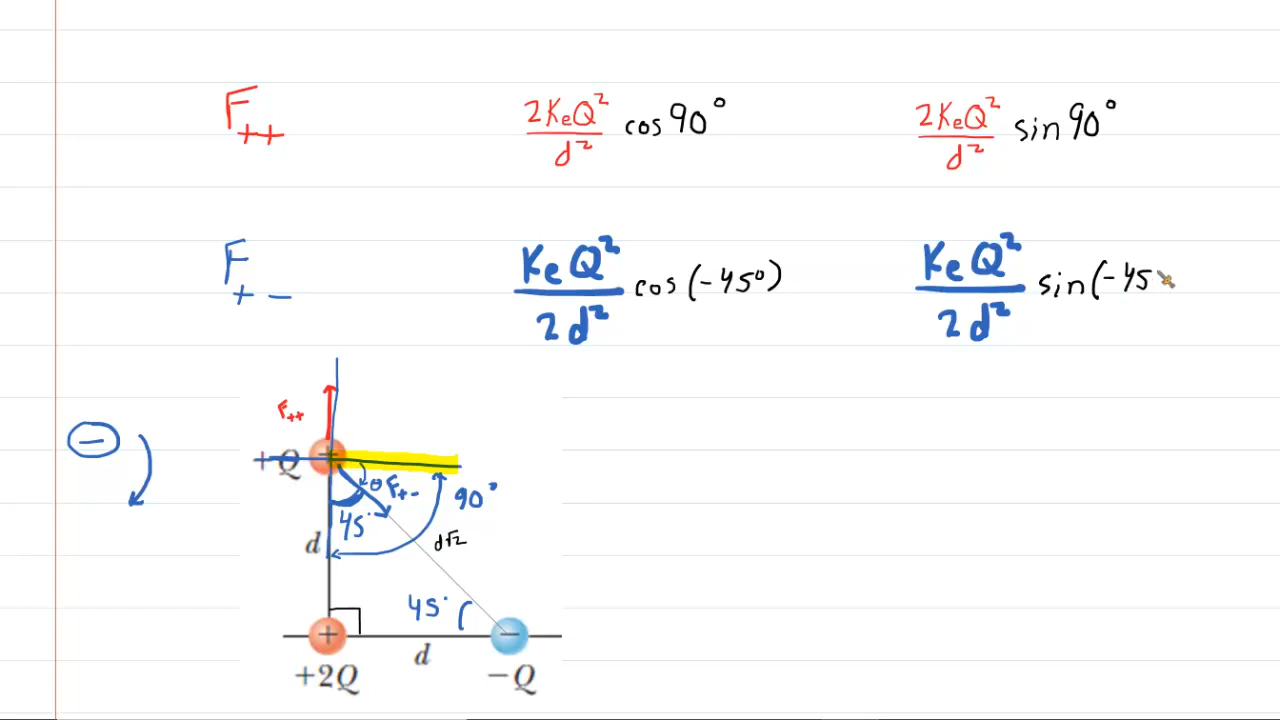 F++ 2KeQ²/d² cos 90° 2KeQ²/d² sin 90°
F+- KeQ²/2d² cos(-45°) KeQ²/2d² sin(-45
F++
−
+
+Q
θ F+-
90°
45°
d
d√2
45°
+ −
d
+2Q −Q